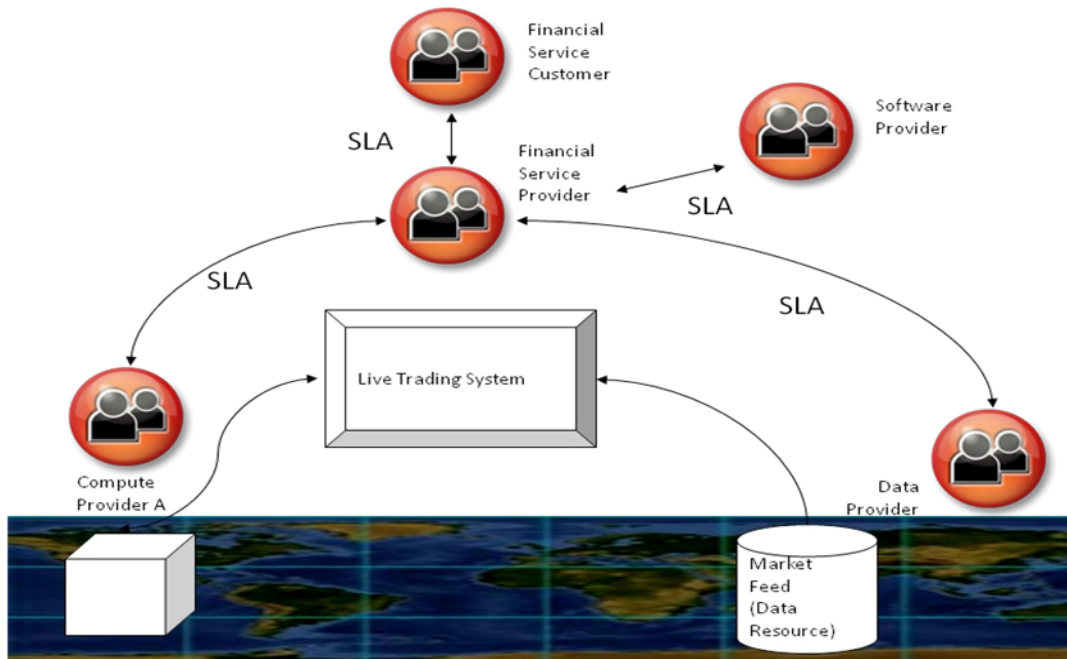 Financial
Service
Customer
Software
Provider
SLA
Financial
Service
Provider
SLA
SLA
SLA
Live Trading System
Compute
Provider A
Data
Provider
Market
Feed
(Data
Resource)